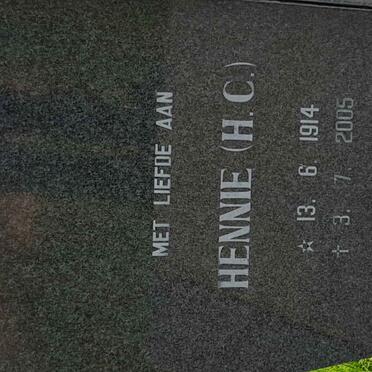 MET LIEFDE AAN
HENNIE (H. C.)
☆ 13. 6 1914
✝ 3. 7 2005